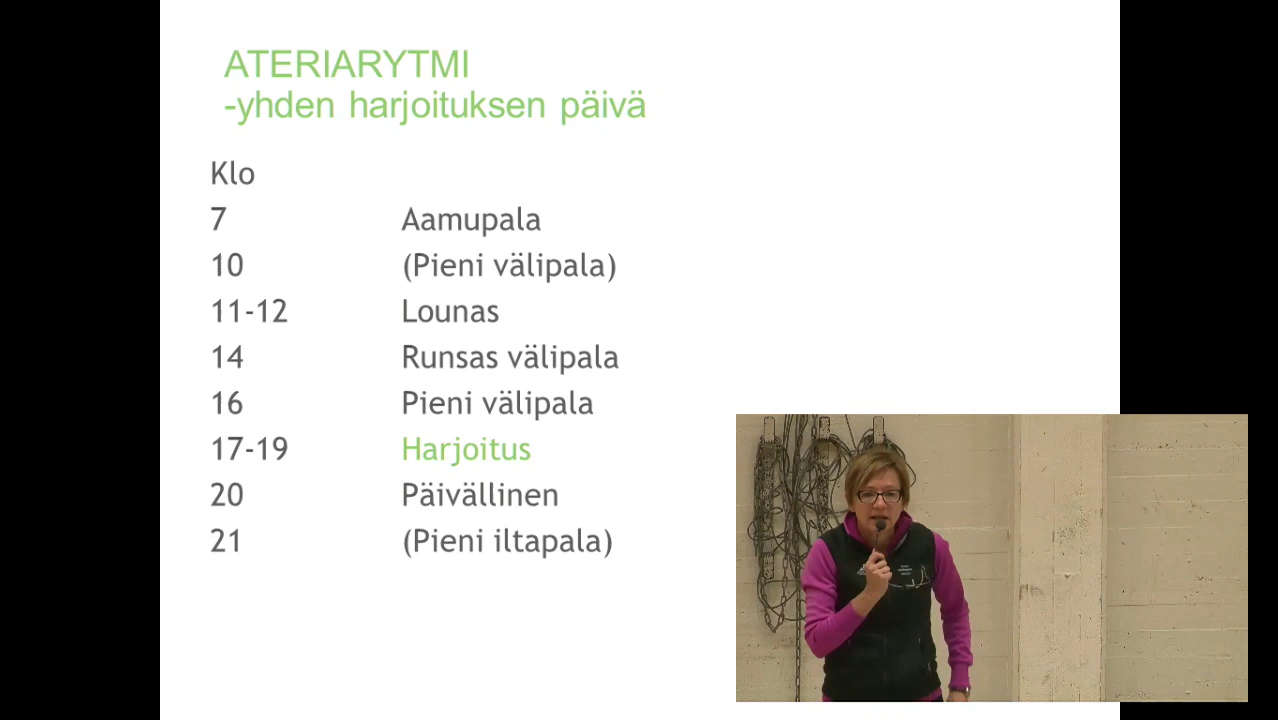 ATERIARYTMI
-yhden harjoituksen päivä
Klo
7 Aamupala
10 (Pieni välipala)
11-12 Lounas
14 Runsas välipala
16 Pieni välipala
17-19 Harjoitus
20 Päivällinen
21 (Pieni iltapala)